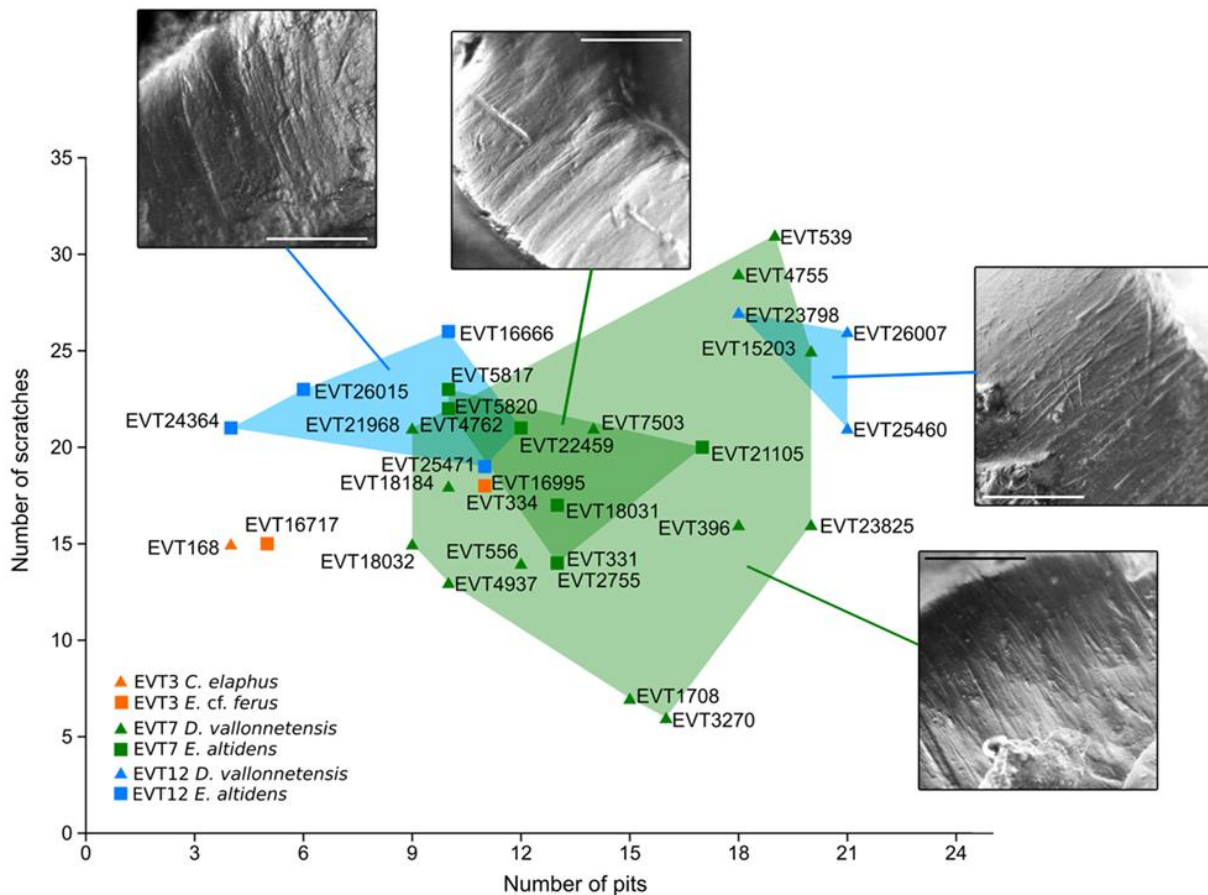 35
30
25
20
15
10
5
0
Number of scratches
0 3 6 9 12 15 18 21 24
Number of pits
EVT539
EVT4755
EVT23798
EVT26007
EVT15203
EVT16666
EVT5817
EVT26015
EVT5820
EVT24364
EVT21968
EVT4762
EVT7503
EVT25460
EVT22459
EVT21105
EVT25471
EVT18184
EVT16995
EVT334
EVT18031
EVT16717
EVT396
EVT23825
EVT168
EVT18032
EVT556
EVT331
EVT2755
EVT4937
EVT1708
EVT3270
EVT3 C. elaphus
EVT3 E. cf. ferus
EVT7 D. vallonnetensis
EVT7 E. altidens
EVT12 D. vallonnetensis
EVT12 E. altidens